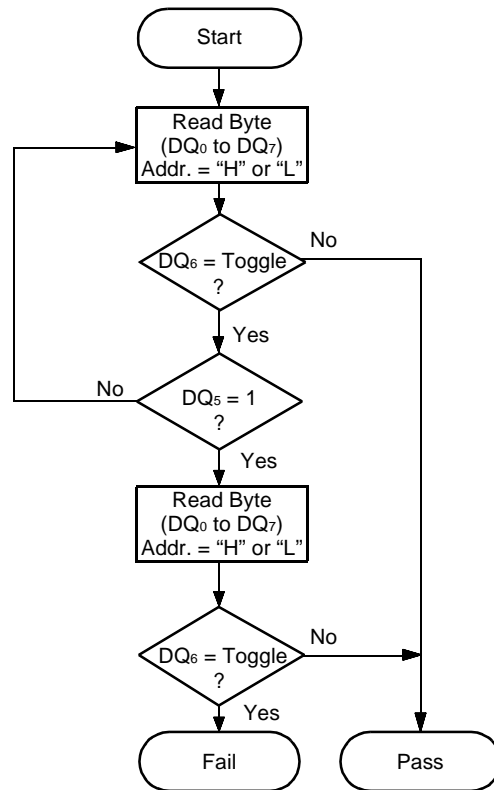 Start
Read Byte
(DQ₀ to DQ₇)
Addr. = “H” or “L”
No
DQ₆ = Toggle
?
Yes
No
DQ₅ = 1
?
Yes
Read Byte
(DQ₀ to DQ₇)
Addr. = “H” or “L”
No
DQ₆ = Toggle
?
Yes
Fail
Pass